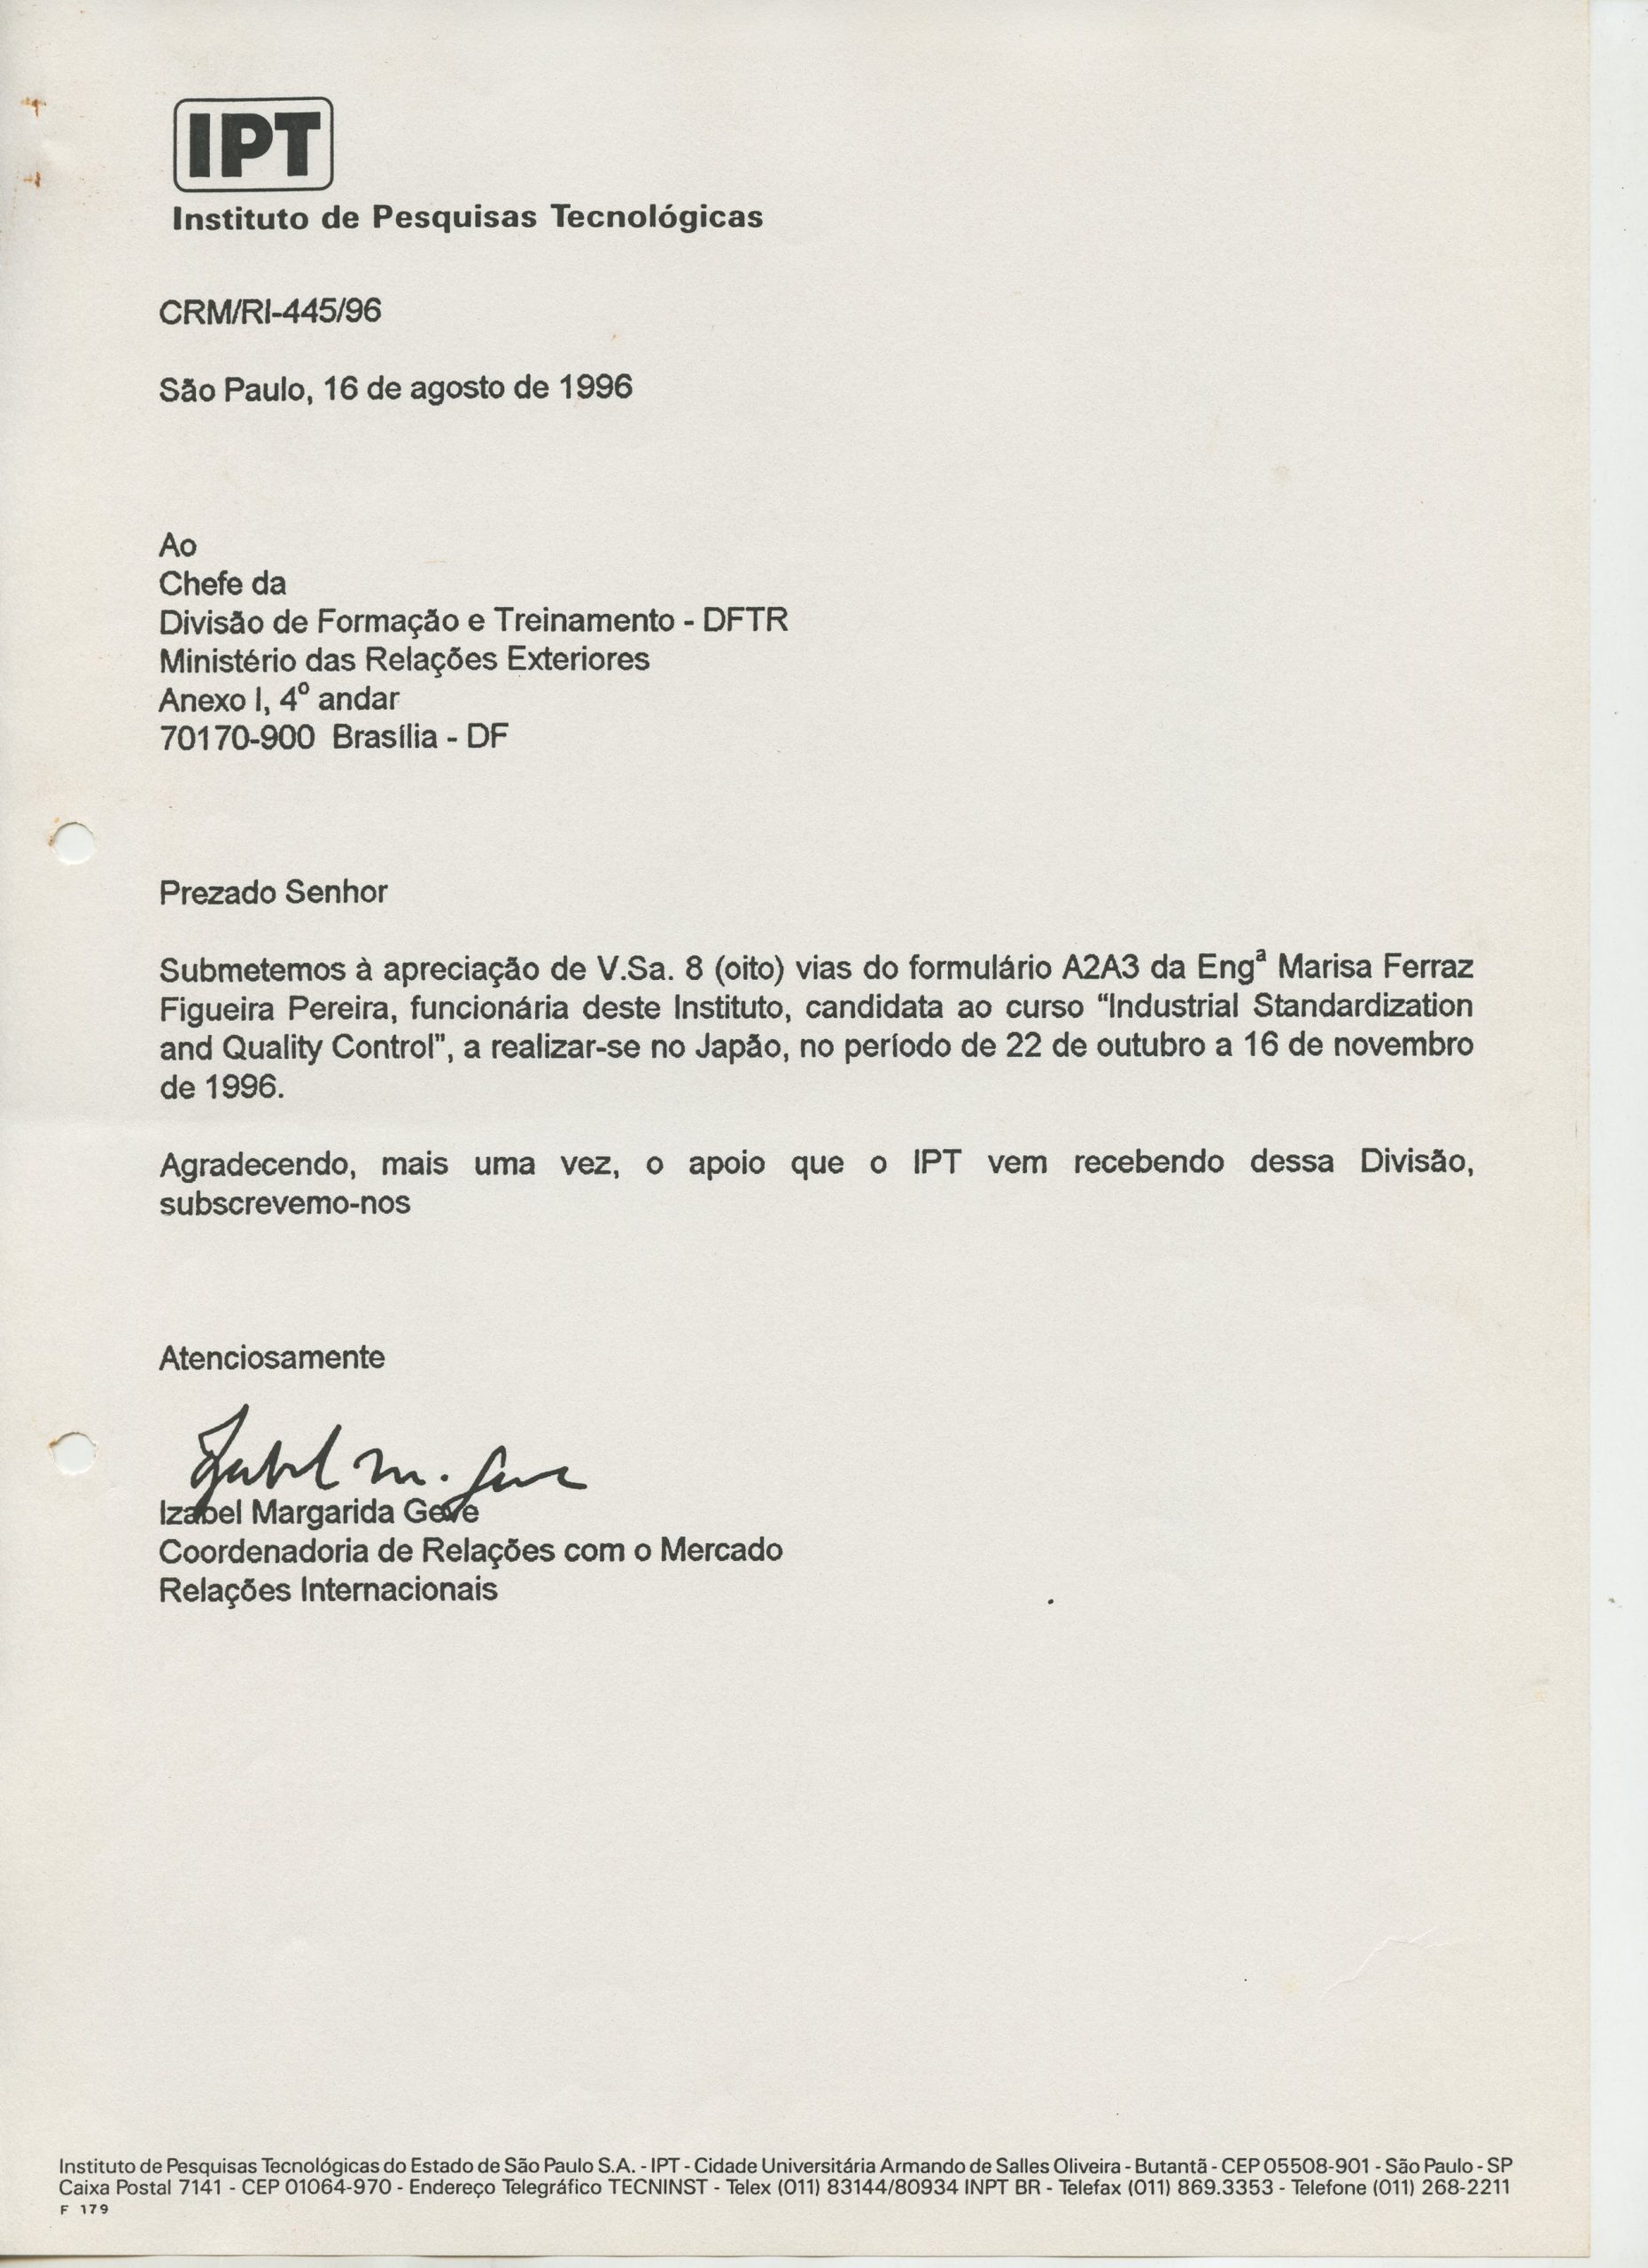 IPT
Instituto de Pesquisas Tecnológicas
CRM/RI-445/96
São Paulo, 16 de agosto de 1996
Ao
Chefe da
Divisão de Formação e Treinamento - DFTR
Ministério das Relações Exteriores
Anexo I, 4º andar
70170-900 Brasília - DF
Prezado Senhor
Submetemos à apreciação de V.Sa. 8 (oito) vias do formulário A2A3 da Engª Marisa Ferraz
Figueira Pereira, funcionária deste Instituto, candidata ao curso “Industrial Standardization
and Quality Control”, a realizar-se no Japão, no período de 22 de outubro a 16 de novembro
de 1996.
Agradecendo, mais uma vez, o apoio que o IPT vem recebendo dessa Divisão,
subscrevemo-nos
Atenciosamente
Izabel M. Geve
Izabel Margarida Geve
Coordenadoria de Relações com o Mercado
Relações Internacionais
Instituto de Pesquisas Tecnológicas do Estado de São Paulo S.A. - IPT - Cidade Universitária Armando de Salles Oliveira - Butantã - CEP 05508-901 - São Paulo - SP
Caixa Postal 7141 - CEP 01064-970 - Endereço Telegráfico TECNINST - Telex (011) 83144/80934 INPT BR - Telefax (011) 869.3353 - Telefone (011) 268-2211
F 179